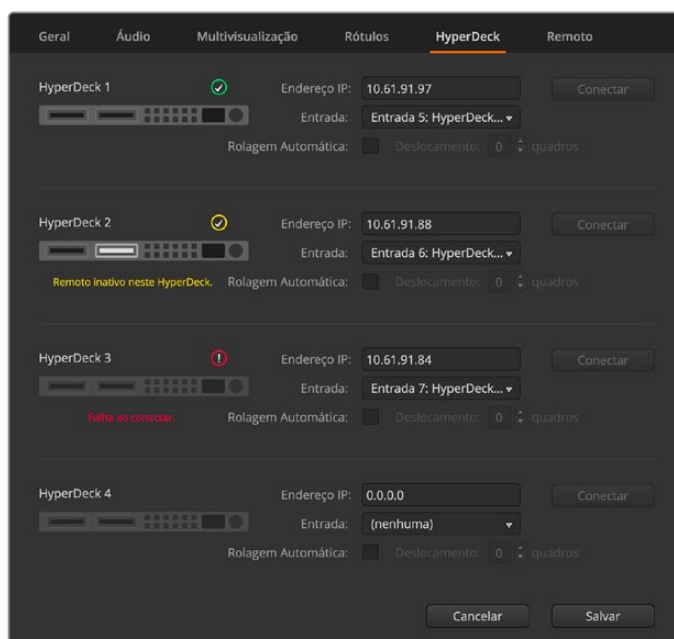 Geral Áudio Multivisualização Rótulos HyperDeck Remoto
HyperDeck 1 Endereço IP: 10.61.91.97 Conectar
Entrada: Entrada 5: HyperDeck...
Rolagem Automática: Deslocamento: 0 quadros
HyperDeck 2 Endereço IP: 10.61.91.88 Conectar
Entrada: Entrada 6: HyperDeck...
Remoto inativo neste HyperDeck. Rolagem Automática: Deslocamento: 0 quadros
HyperDeck 3 Endereço IP: 10.61.91.84 Conectar
Entrada: Entrada 7: HyperDeck...
Falha ao conectar. Rolagem Automática: Deslocamento: 0 quadros
HyperDeck 4 Endereço IP: 0.0.0.0 Conectar
Entrada: (nenhuma)
Rolagem Automática: Deslocamento: 0 quadros
Cancelar Salvar